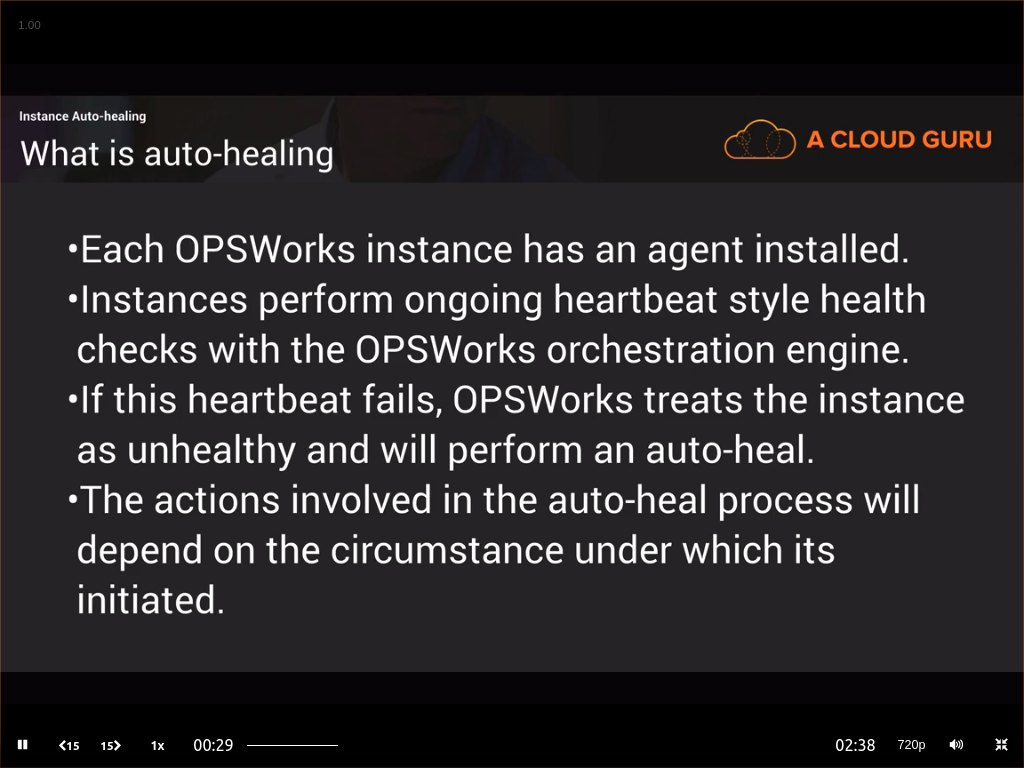 1.00
Instance Auto-healing
What is auto-healing
A CLOUD GURU
•Each OPSWorks instance has an agent installed.
•Instances perform ongoing heartbeat style health
checks with the OPSWorks orchestration engine.
•If this heartbeat fails, OPSWorks treats the instance
as unhealthy and will perform an auto-heal.
•The actions involved in the auto-heal process will
depend on the circumstance under which its
initiated.
15 15 1x 00:29 02:38 720p